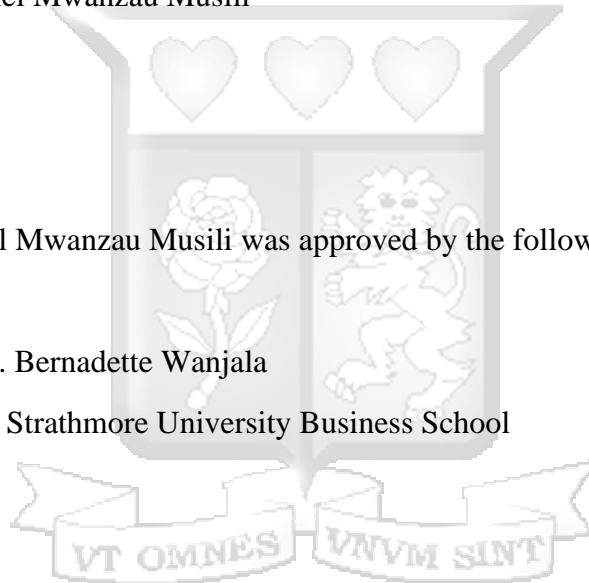 Mwanzau Musili
l Mwanzau Musili was approved by the follow
. Bernadette Wanjala
Strathmore University Business School
VT OMNES VNVM SINT